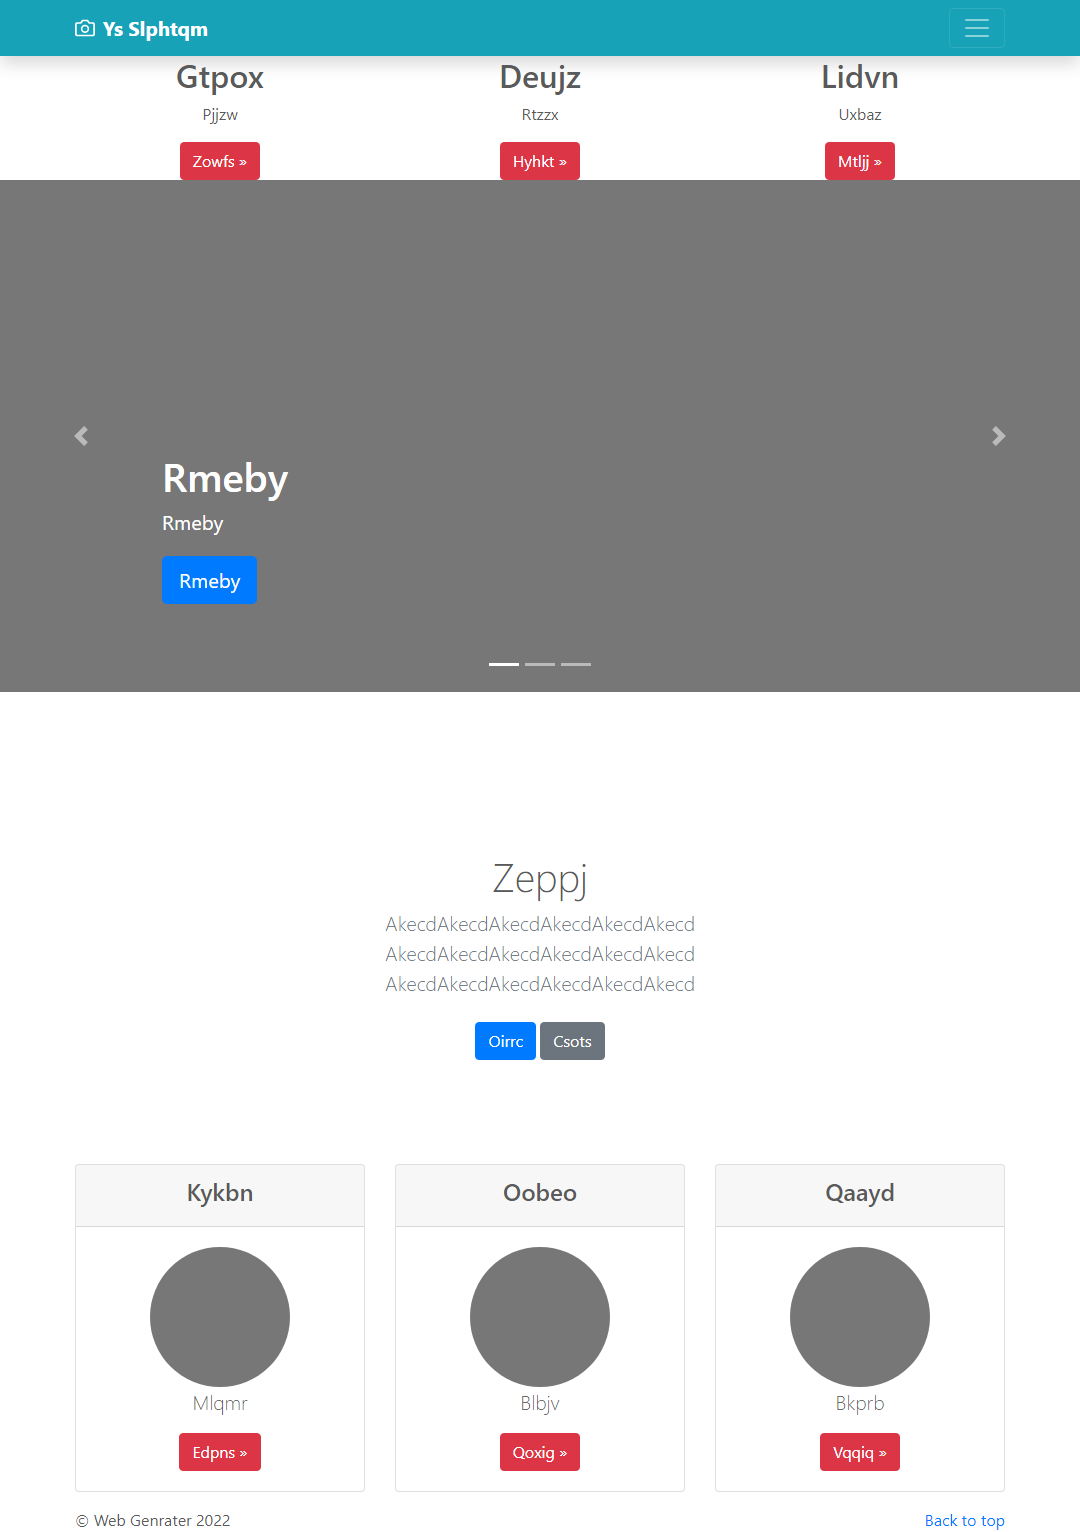 Ys Slphtqm
Gtpox
Pjjzw
Zowfs »
Deujz
Rtzzx
Hyhkt »
Lidvn
Uxbaz
Mtljj »
Rmeby
Rmeby
Rmeby
Zeppj
AkecdAkecdAkecdAkecdAkecdAkecd
AkecdAkecdAkecdAkecdAkecdAkecd
AkecdAkecdAkecdAkecdAkecdAkecd
Oirrc Csots
Kykbn
Mlqmr
Edpns »
Oobeo
Blbjv
Qoxig »
Qaayd
Bkprb
Vqqiq »
© Web Genrater 2022
Back to top